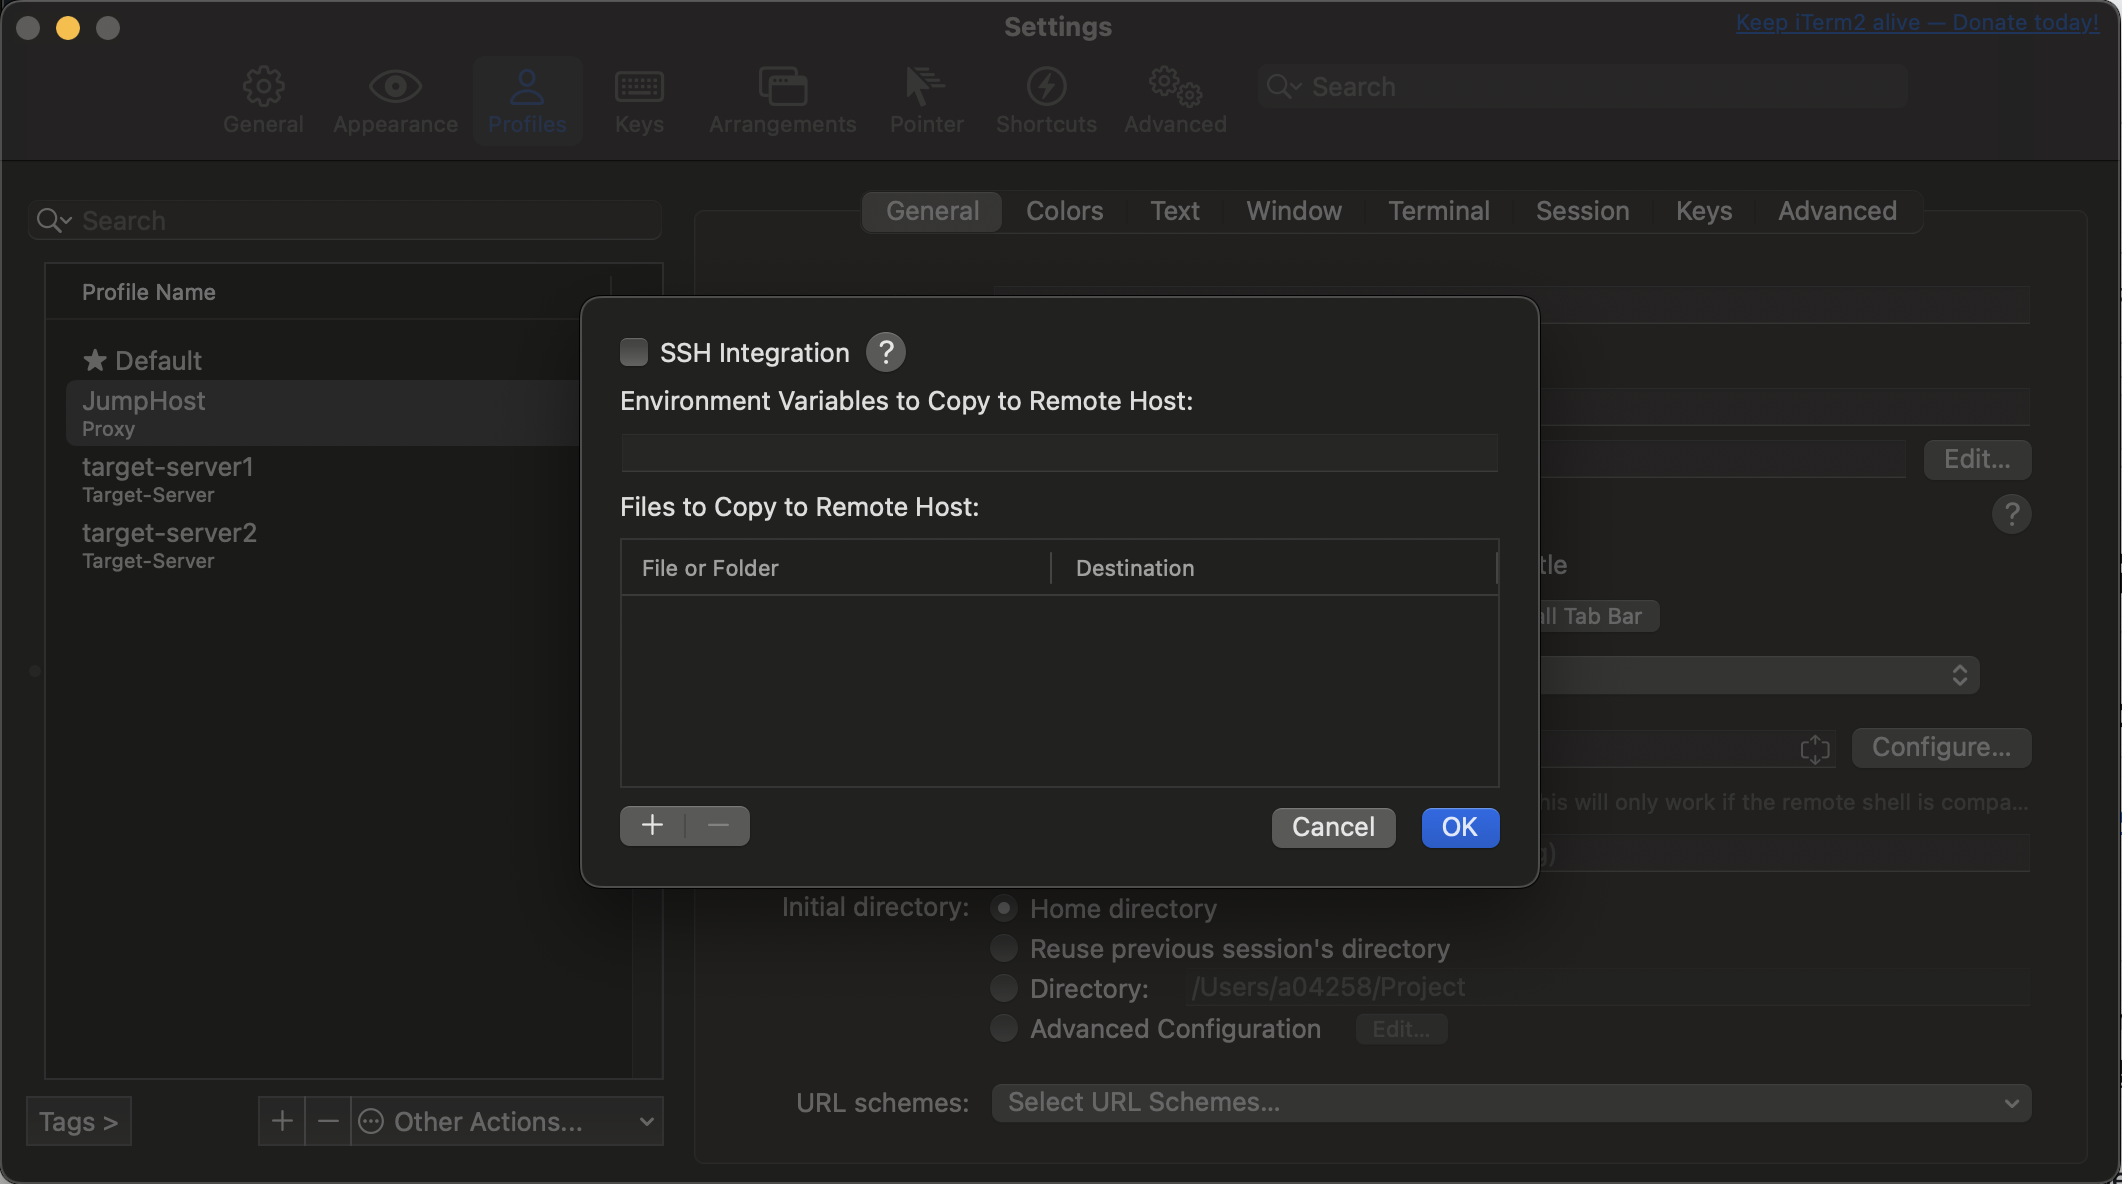 Settings
Keep iTerm2 alive — Donate today!
General
Appearance
Profiles
Keys
Arrangements
Pointer
Shortcuts
Advanced
Search
Search
General
Colors
Text
Window
Terminal
Session
Keys
Advanced
Profile Name
★ Default
JumpHost
Proxy
target-server1
Target-Server
target-server2
Target-Server
SSH Integration ?
Environment Variables to Copy to Remote Host:
Files to Copy to Remote Host:
File or Folder
Destination
+ −
Cancel
OK
Edit...
?
Tab Bar
Configure...
will only work if the remote shell is compa...
Initial directory:
Home directory
Reuse previous session's directory
Directory: /Users/a04258/Project
Advanced Configuration Edit...
URL schemes: Select URL Schemes...
Tags >
+ − Other Actions...